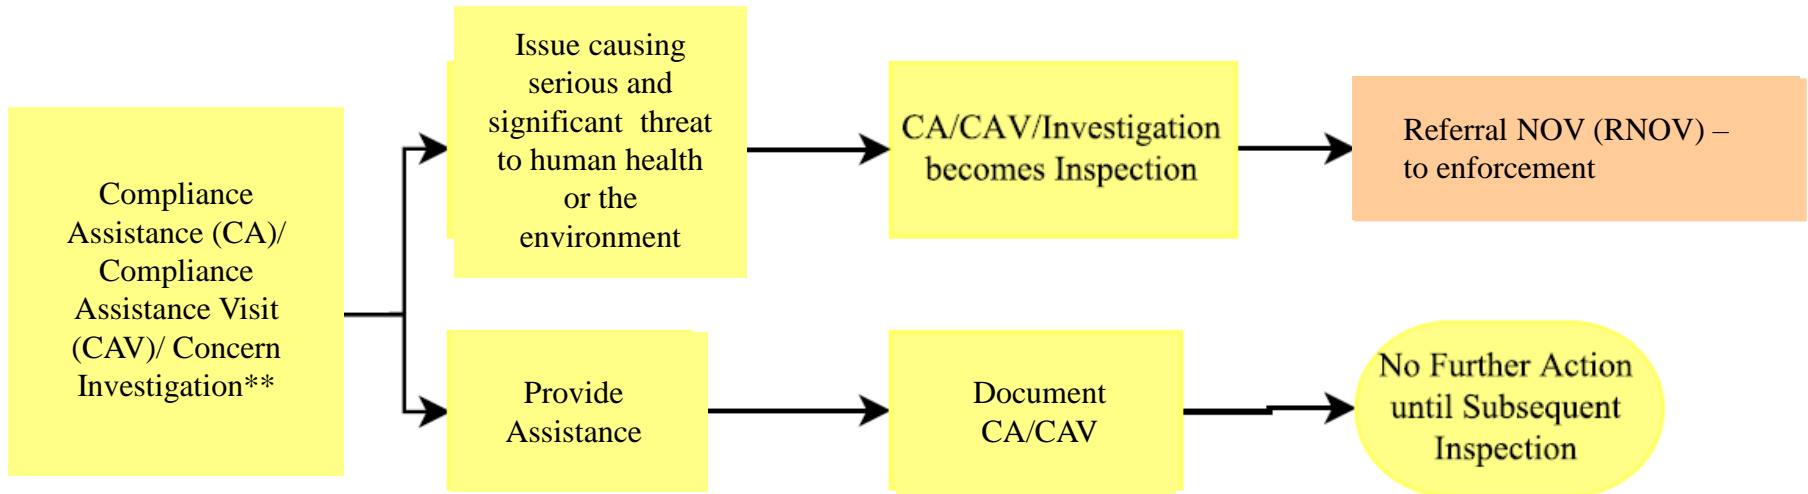 Compliance
Assistance (CA)/
Compliance
Assistance Visit
(CAV)/ Concern
Investigation**
Issue causing
serious and
significant threat
to human health
or the
environment
CA/CAV/Investigation
becomes Inspection
Referral NOV (RNOV) –
to enforcement
Provide
Assistance
Document
CA/CAV
No Further Action
until Subsequent
Inspection